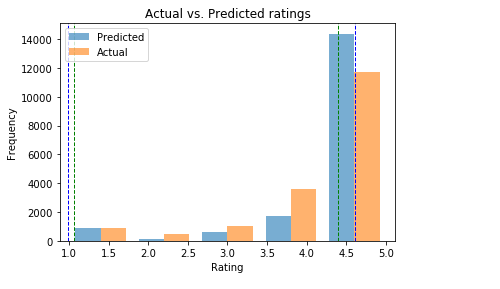 Actual vs. Predicted ratings
Predicted
Actual
14000
12000
10000
8000
6000
4000
2000
0
Frequency
1.0 1.5 2.0 2.5 3.0 3.5 4.0 4.5 5.0
Rating